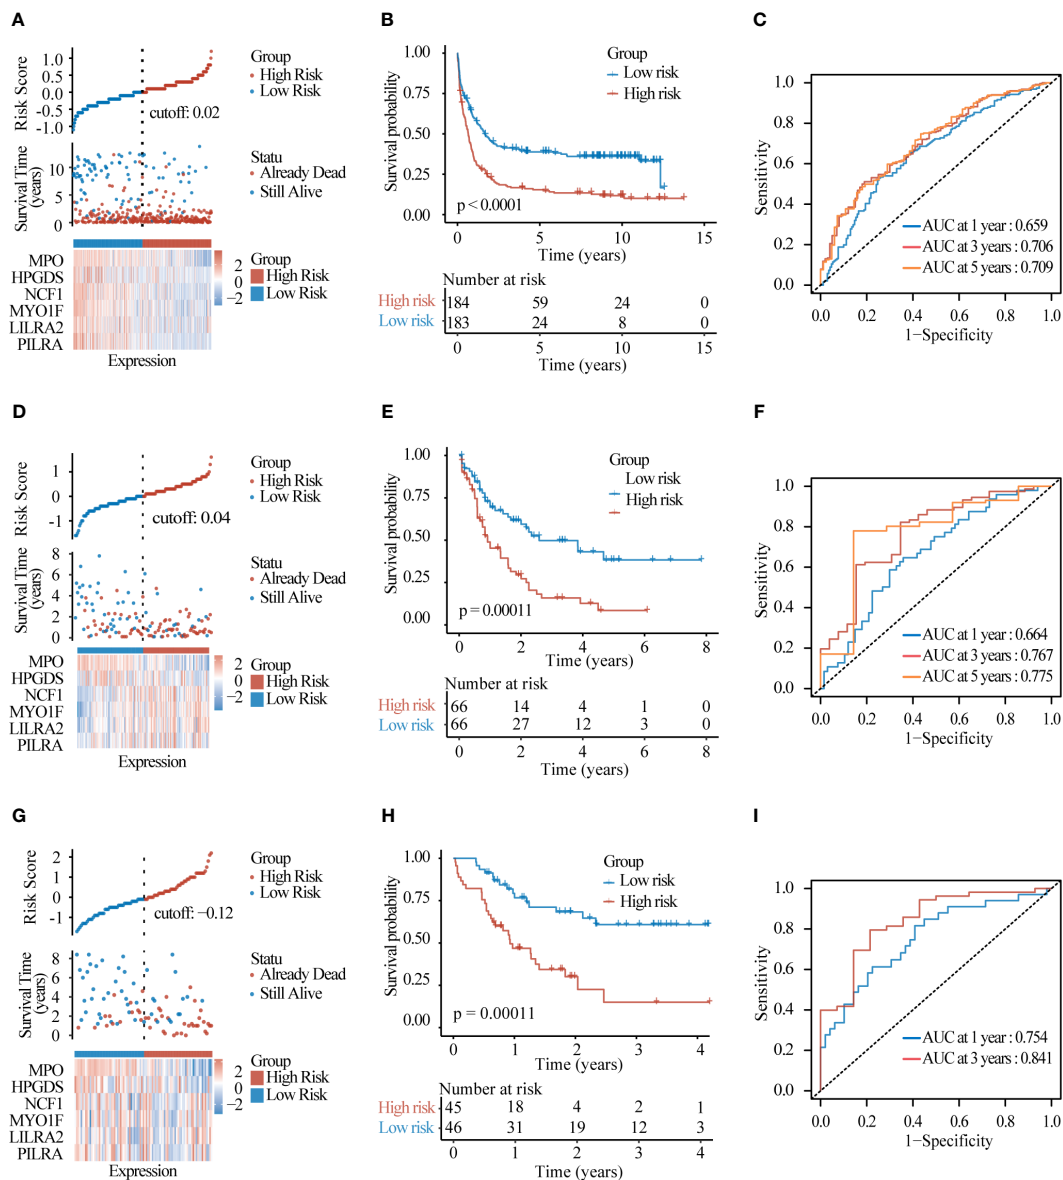 A
Risk Score
1.0
0.5
0.0
-0.5
-1.0
cutoff: 0.02
Group
High Risk
Low Risk
Survival Time
(years)
10
5
0
Statu
Already Dead
Still Alive
MPO
HPGDS
NCF1
MYO1F
LILRA2
PILRA
Expression
2
0
−2
Group
High Risk
Low Risk
B
Survival probability
1.00
0.75
0.50
0.25
0.00
Group
Low risk
High risk
p < 0.0001
0 5 10 15
Time (years)
Number at risk
High risk 184 59 24 0
Low risk 183 24 8 0
0 5 10 15
Time (years)
C
Sensitivity
1.0
0.8
0.6
0.4
0.2
0.0
AUC at 1 year : 0.659
AUC at 3 years : 0.706
AUC at 5 years : 0.709
0.0 0.2 0.4 0.6 0.8 1.0
1−Specificity
D
Risk Score
1
0
-1
cutoff: 0.04
Group
High Risk
Low Risk
Survival Time
(years)
8
6
4
2
0
Statu
Already Dead
Still Alive
MPO
HPGDS
NCF1
MYO1F
LILRA2
PILRA
Expression
2
0
−2
Group
High Risk
Low Risk
E
Survival probability
1.00
0.75
0.50
0.25
0.00
Group
Low risk
High risk
p = 0.00011
0 2 4 6 8
Time (years)
Number at risk
High risk 66 14 4 1 0
Low risk 66 27 12 3 0
0 2 4 6 8
Time (years)
F
Sensitivity
1.0
0.8
0.6
0.4
0.2
0.0
AUC at 1 year : 0.664
AUC at 3 years : 0.767
AUC at 5 years : 0.775
0.0 0.2 0.4 0.6 0.8 1.0
1−Specificity
G
Risk Score
2
1
0
-1
cutoff: −0.12
Group
High Risk
Low Risk
Survival Time
(years)
8
6
4
2
0
Statu
Already Dead
Still Alive
MPO
HPGDS
NCF1
MYO1F
LILRA2
PILRA
Expression
2
0
−2
Group
High Risk
Low Risk
H
Survival probability
1.00
0.75
0.50
0.25
0.00
Group
Low risk
High risk
p = 0.00011
0 1 2 3 4
Time (years)
Number at risk
High risk 45 18 4 2 1
Low risk 46 31 19 12 3
0 1 2 3 4
Time (years)
I
Sensitivity
1.0
0.8
0.6
0.4
0.2
0.0
AUC at 1 year : 0.754
AUC at 3 years : 0.841
0.0 0.2 0.4 0.6 0.8 1.0
1−Specificity